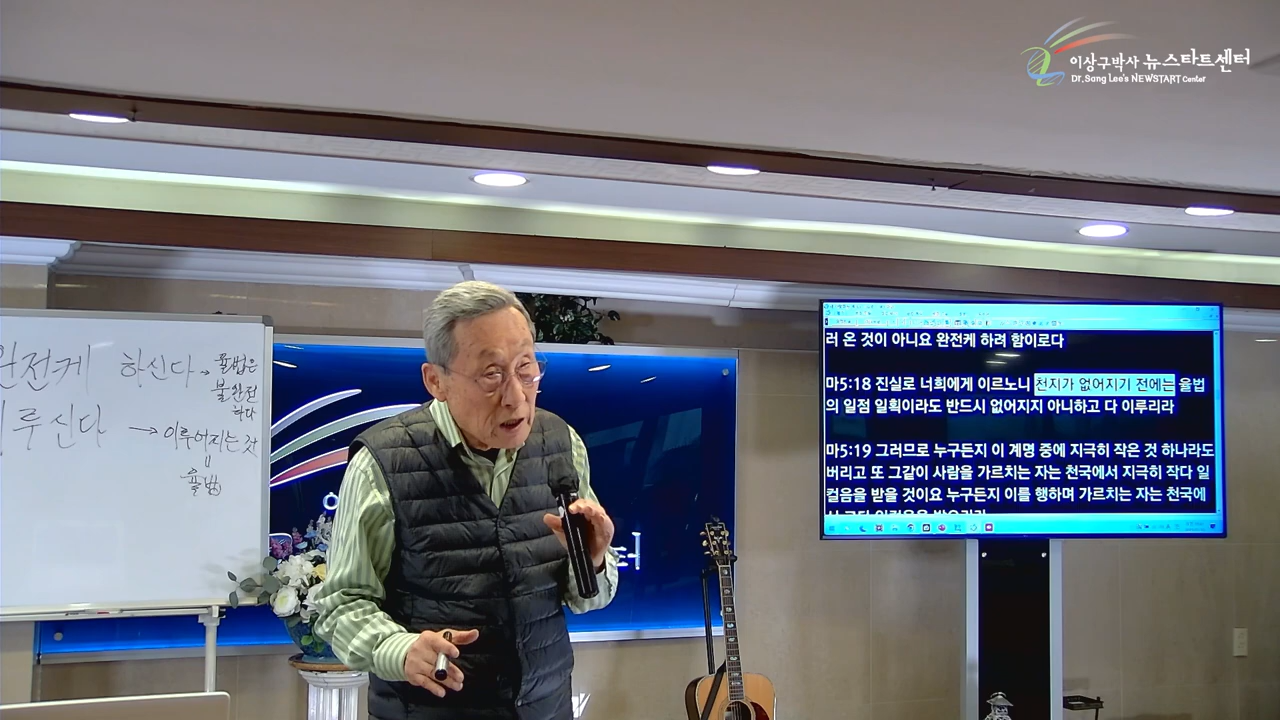 이상구박사 뉴스타트센터
Dr. Sang Lee's NEWSTART Center
완전케 하신다 → 율법은
불완전
하다
이루신다 → 이루어지는 것
율법
러 온 것이 아니요 완전케 하려 함이로다
마5:18 진실로 너희에게 이르노니 천지가 없어지기 전에는 율법
의 일점 일획이라도 반드시 없어지지 아니하고 다 이루리라
마5:19 그러므로 누구든지 이 계명 중에 지극히 작은 것 하나라도
버리고 또 그같이 사람을 가르치는 자는 천국에서 지극히 작다 일
컬음을 받을 것이요 누구든지 이를 행하며 가르치는 자는 천국에
터